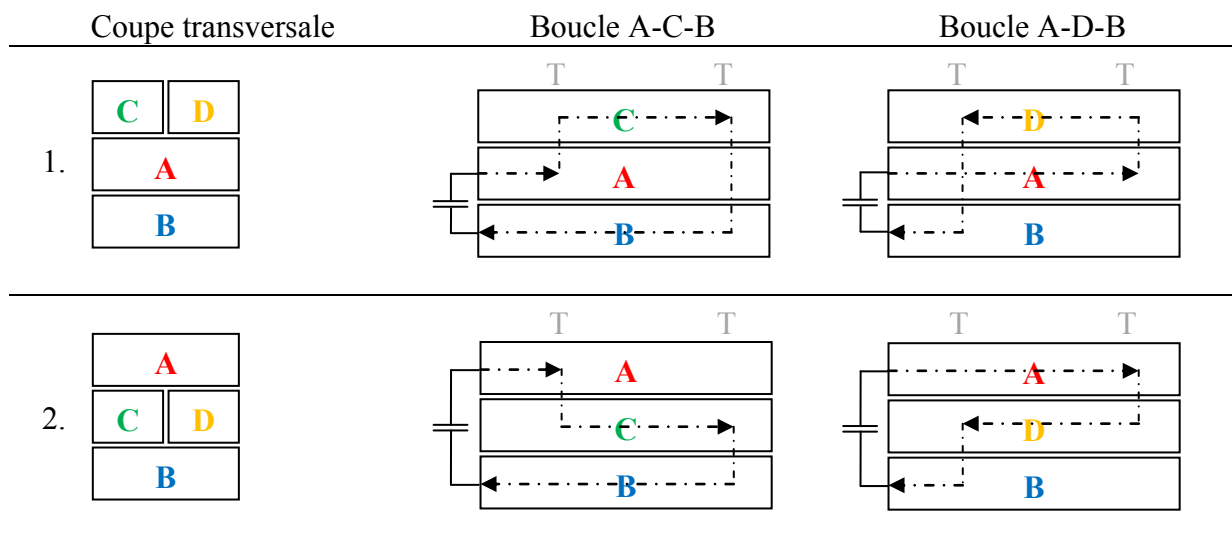 Coupe transversale Boucle A-C-B Boucle A-D-B
T T T T
C D C D
1. A A A
B B B
T T T T
A A A
2. C D C D
B B B